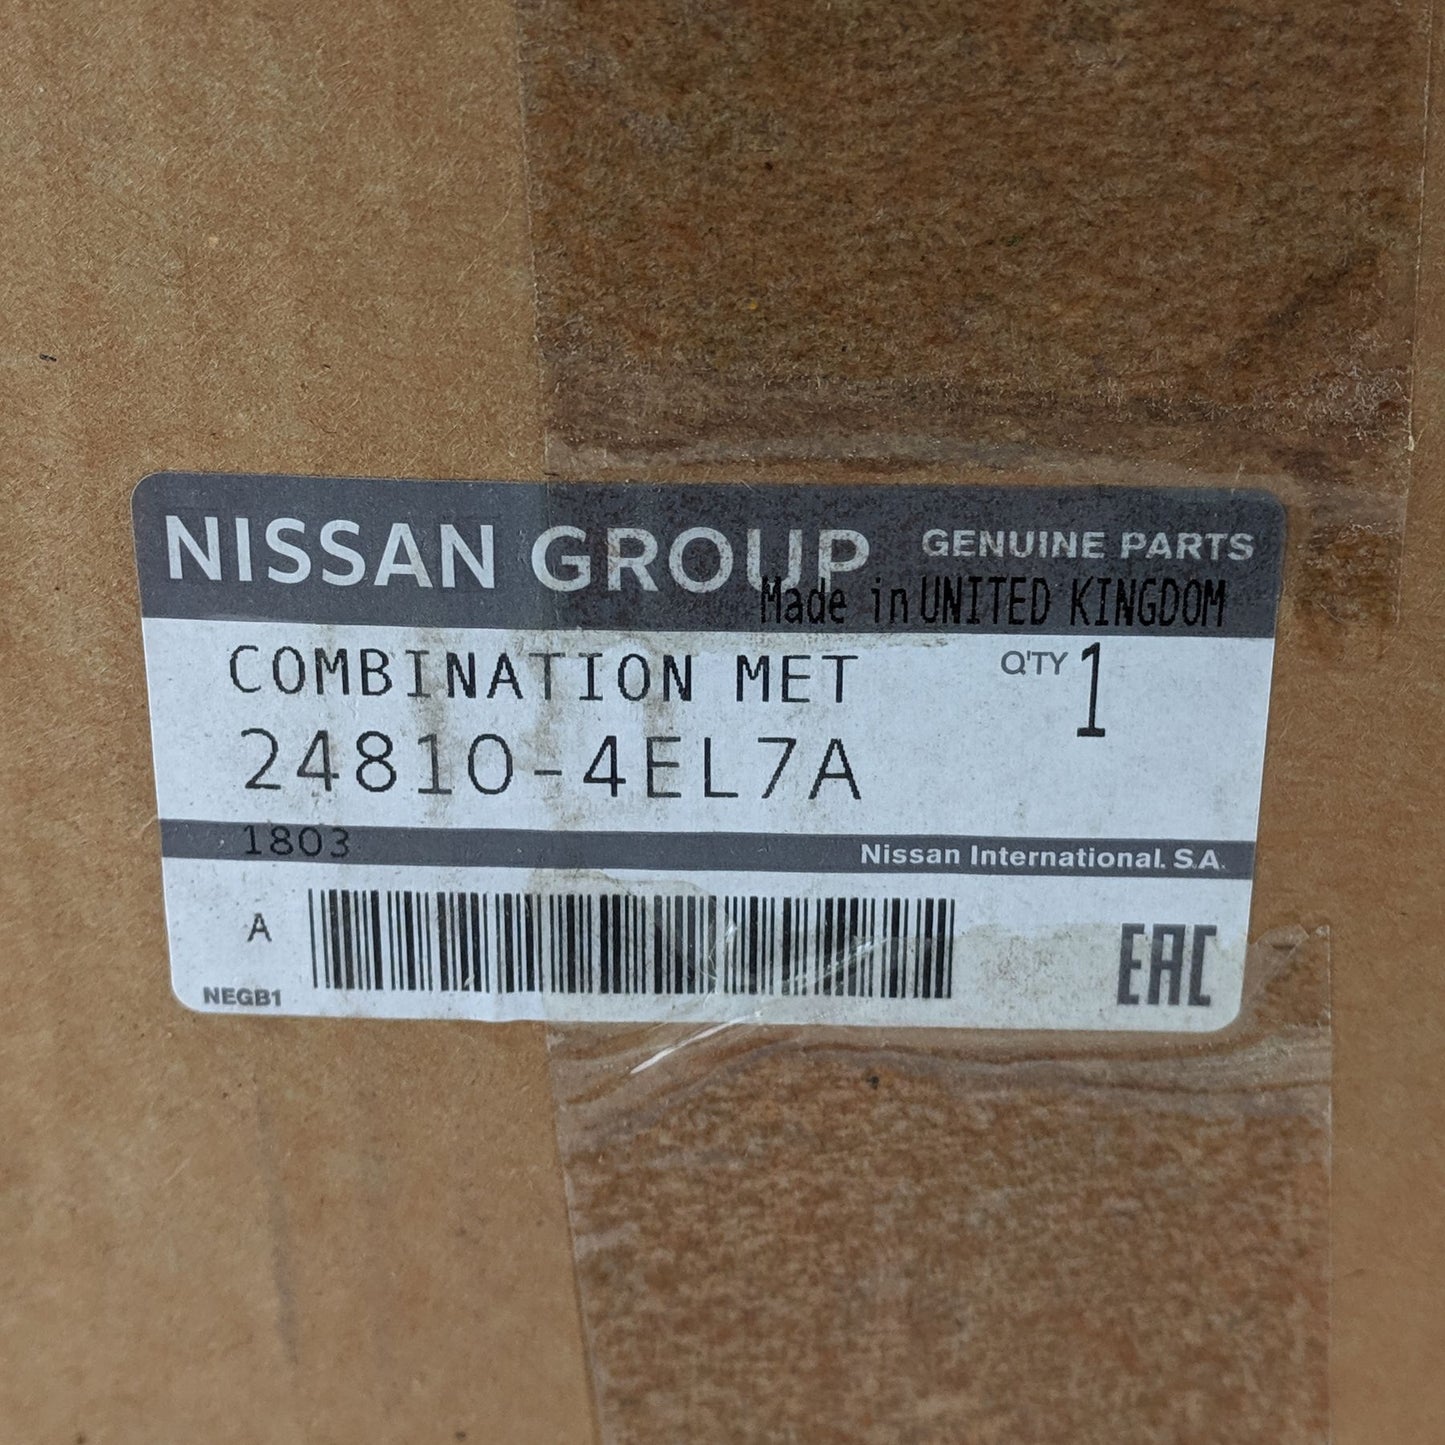 NISSAN GROUP GENUINE PARTS
Made in UNITED KINGDOM
COMBINATION MET Q'TY 1
24810-4EL7A
1803
Nissan International. S.A.
A
NEGB1
EAC